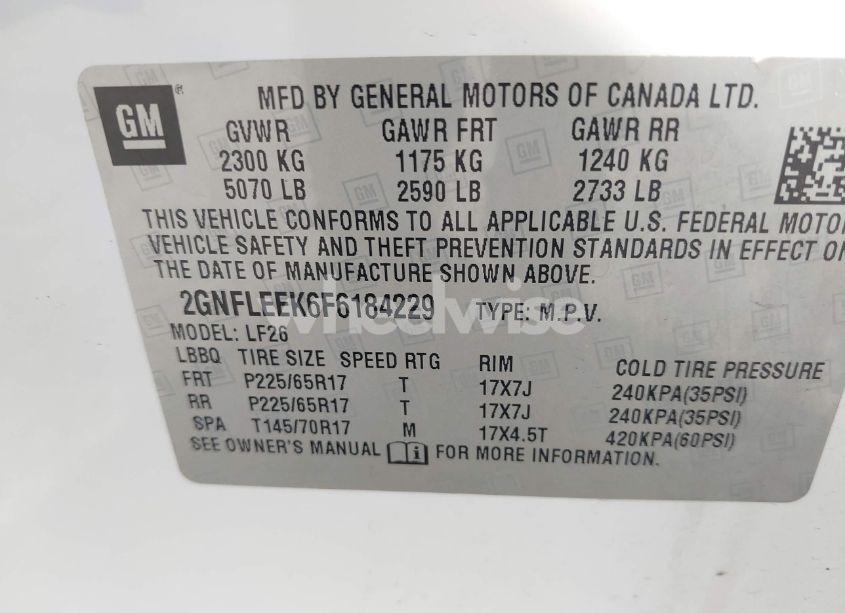 GM
MFD BY GENERAL MOTORS OF CANADA LTD.
GVWR GAWR FRT GAWR RR
2300 KG 1175 KG 1240 KG
5070 LB 2590 LB 2733 LB
THIS VEHICLE CONFORMS TO ALL APPLICABLE U.S. FEDERAL MOTOR
VEHICLE SAFETY AND THEFT PREVENTION STANDARDS IN EFFECT ON
THE DATE OF MANUFACTURE SHOWN ABOVE.
2GNFLEEK6F6184229 TYPE: M.P.V.
wheelwise
MODEL: LF26
LBBQ TIRE SIZE SPEED RTG RIM COLD TIRE PRESSURE
FRT P225/65R17 T 17X7J 240KPA(35PSI)
RR P225/65R17 T 17X7J 240KPA(35PSI)
SPA T145/70R17 M 17X4.5T 420KPA(60PSI)
SEE OWNER'S MANUAL i FOR MORE INFORMATION.